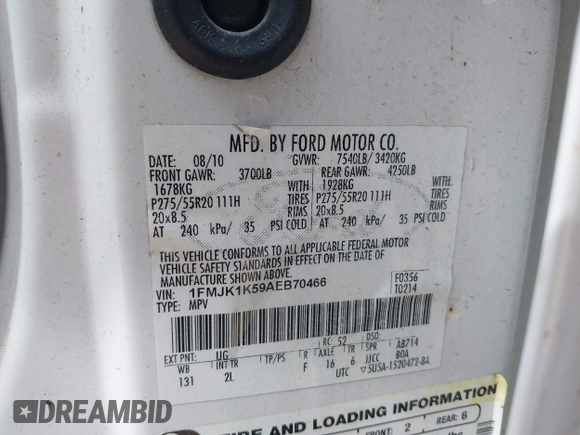 MFD. BY FORD MOTOR CO.
DATE: 08/10 GVWR: 7540LB/ 3420KG
FRONT GAWR: 3700LB REAR GAWR: 4250LB
1678KG WITH 1928KG WITH
P275/55R20 111H TIRES P275/55R20 111H TIRES
20x8.5 RIMS 20x8.5 RIMS
AT 240 kPa/ 35 PSI COLD AT 240 kPa/ 35 PSI COLD
THIS VEHICLE CONFORMS TO ALL APPLICABLE FEDERAL MOTOR
VEHICLE SAFETY STANDARDS IN EFFECT ON THE DATE OF
MANUFACTURE SHOWN ABOVE.
VIN: 1FMJK1K59AEB70466 F0356
TYPE: MPV T0214
RC: 52 DSO:
EXT PNT: UG AB714
WB INT TR TP/PS R AXLE TR SPR BOA
131 2L F 16 6 JJCC
UTC ▽5USA-1520472-BA
TIRE AND LOADING INFORMATION
FRONT: 2 REAR: 6
DREAMBID